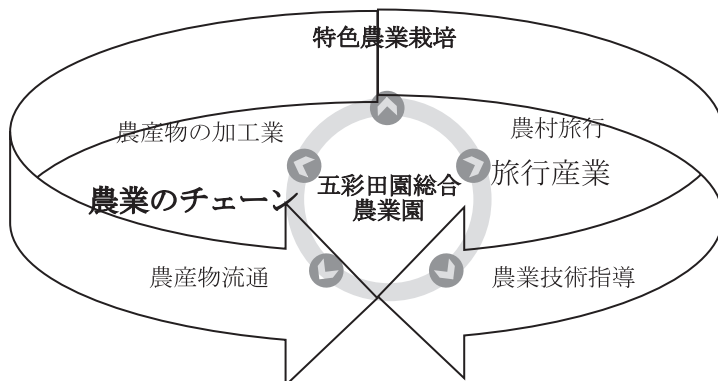 特色農業栽培
農産物の加工業
農村旅行
農業のチェーン
五彩田園総合
農業園
旅行産業
農産物流通
農業技術指導